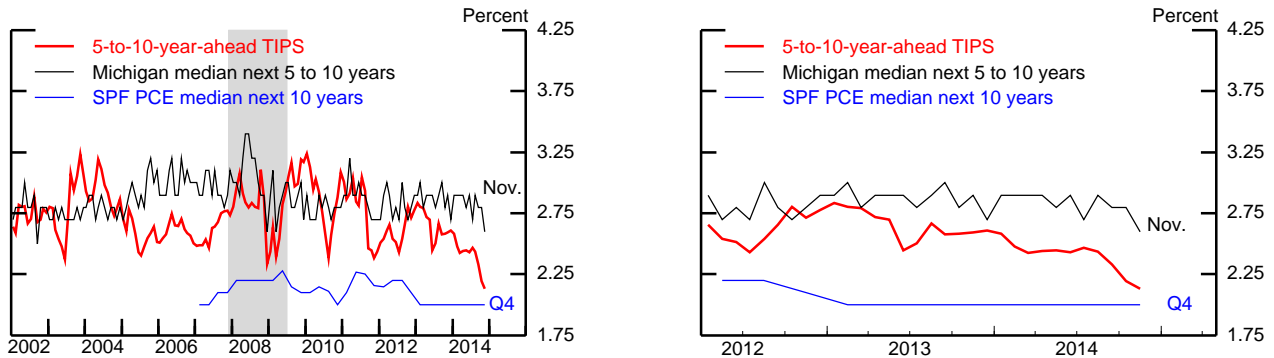 Percent
4.25
3.75
3.25
2.75
2.25
1.75
5-to-10-year-ahead TIPS
Michigan median next 5 to 10 years
SPF PCE median next 10 years
Nov.
Q4
2002 2004 2006 2008 2010 2012 2014
Percent
4.25
3.75
3.25
2.75
2.25
1.75
5-to-10-year-ahead TIPS
Michigan median next 5 to 10 years
SPF PCE median next 10 years
Nov.
Q4
2012 2013 2014